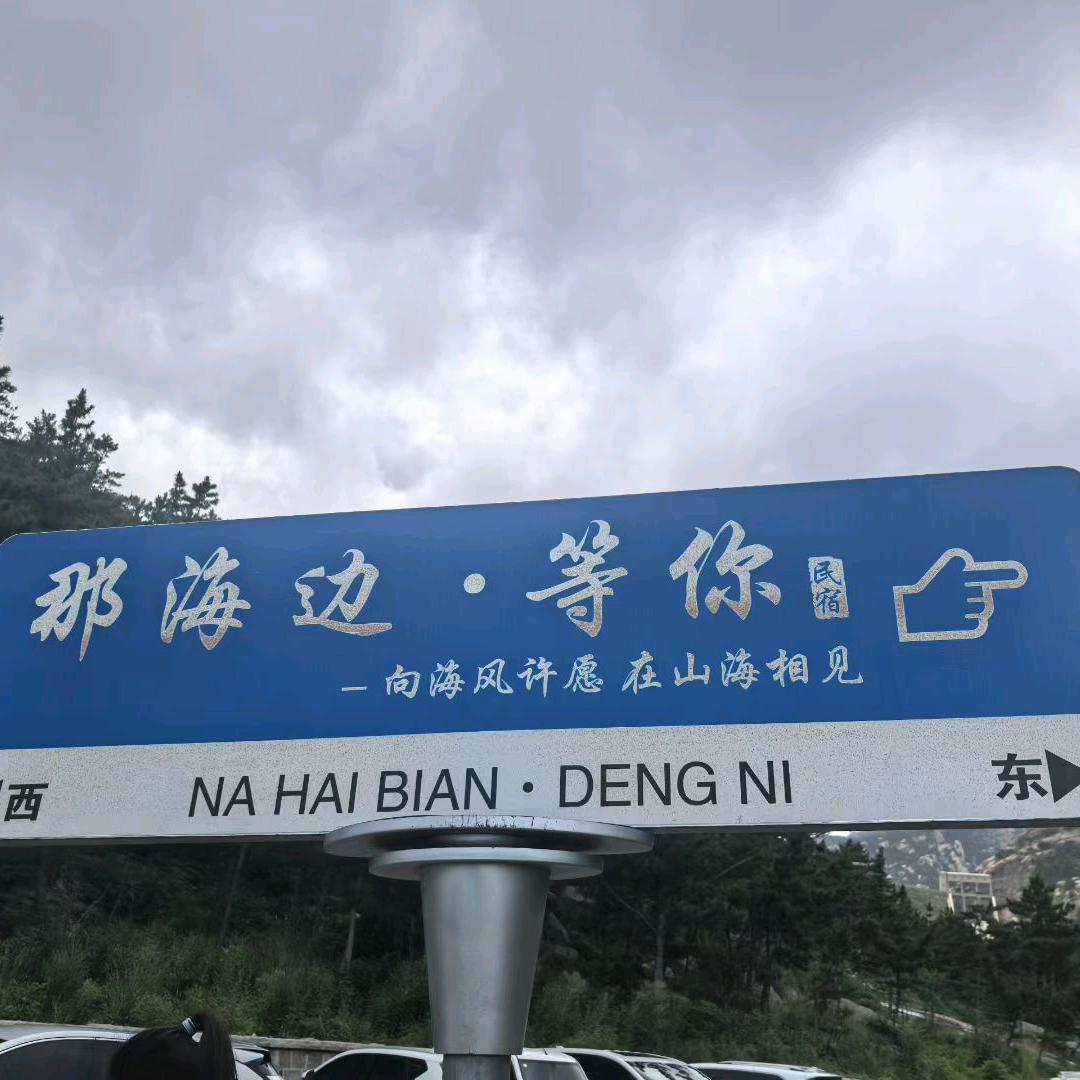 那海边·等你 民宿
—向海风许愿 在山海相见
西 NA HAI BIAN·DENG NI 东